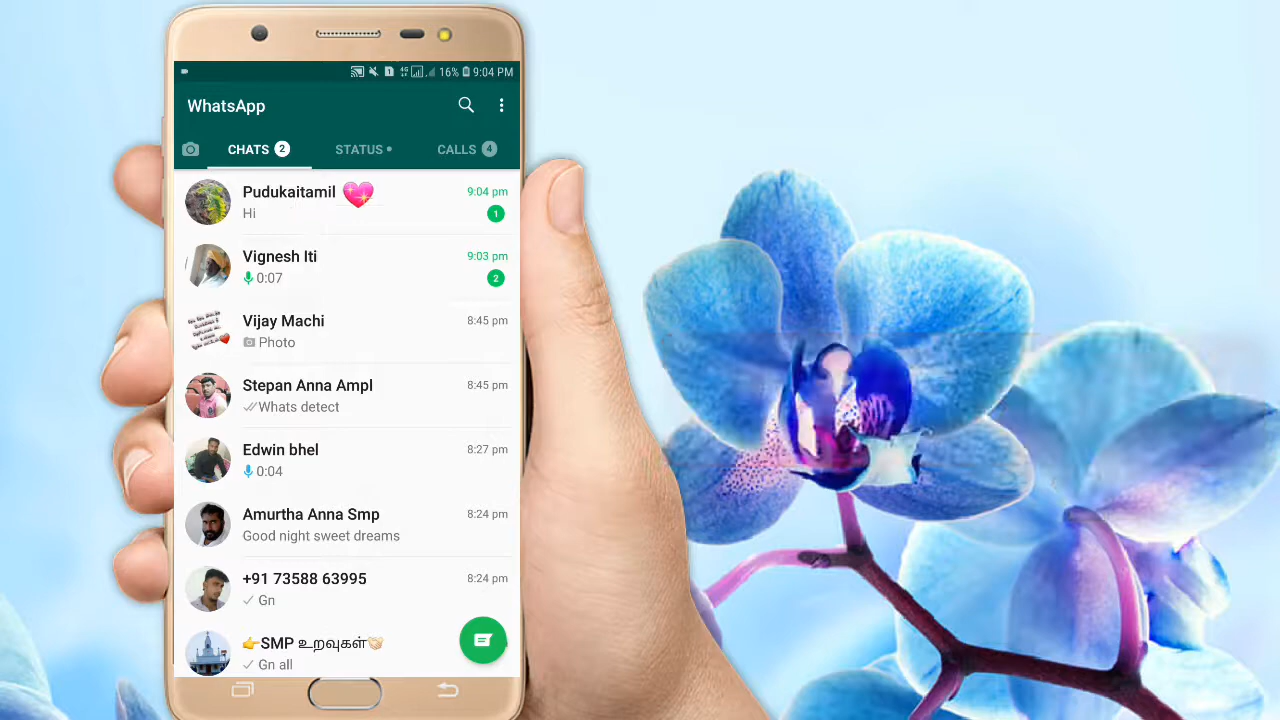 4G 16% 9:04 PM
WhatsApp
CHATS 2 STATUS CALLS 4
Pudukaitamil 💖 9:04 pm
Hi 1
Vignesh Iti 9:03 pm
0:07 2
Vijay Machi 8:45 pm
Photo
Stepan Anna Ampl 8:45 pm
Whats detect
Edwin bhel 8:27 pm
0:04
Amurtha Anna Smp 8:24 pm
Good night sweet dreams
+91 73588 63995 8:24 pm
Gn
👉SMP உறவுகள்👏🏻
Gn all